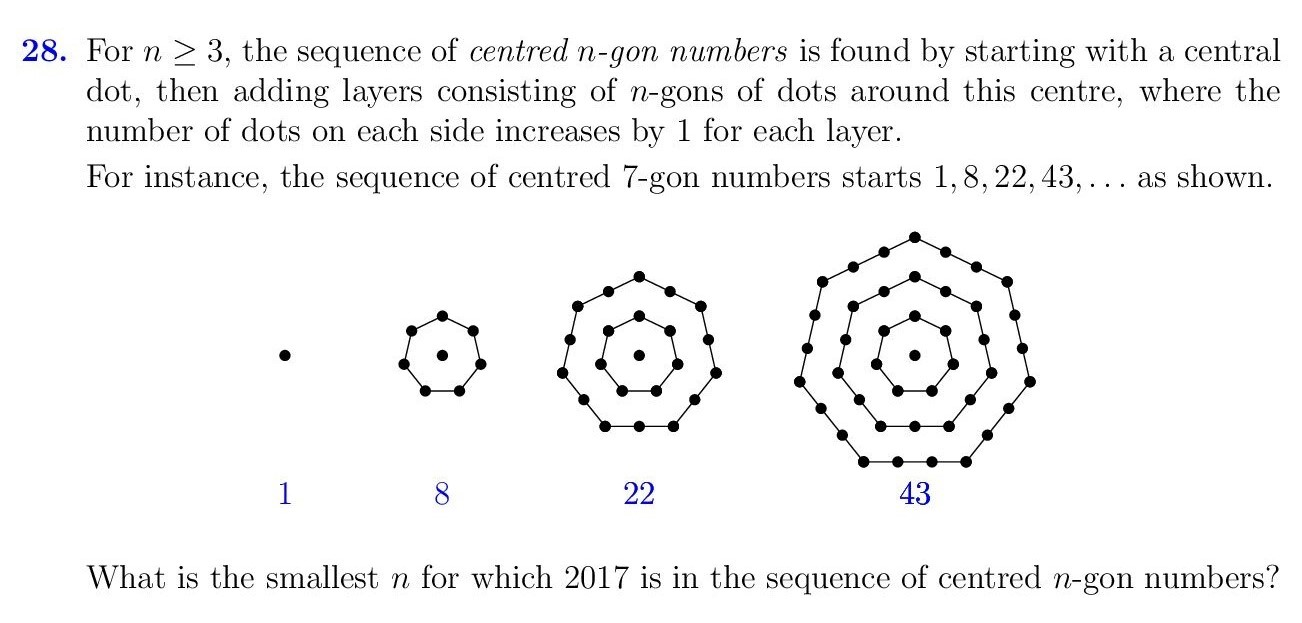 28. For n ≥ 3, the sequence of centred n-gon numbers is found by starting with a central
dot, then adding layers consisting of n-gons of dots around this centre, where the
number of dots on each side increases by 1 for each layer.
For instance, the sequence of centred 7-gon numbers starts 1, 8, 22, 43, . . . as shown.
1 8 22 43
What is the smallest n for which 2017 is in the sequence of centred n-gon numbers?